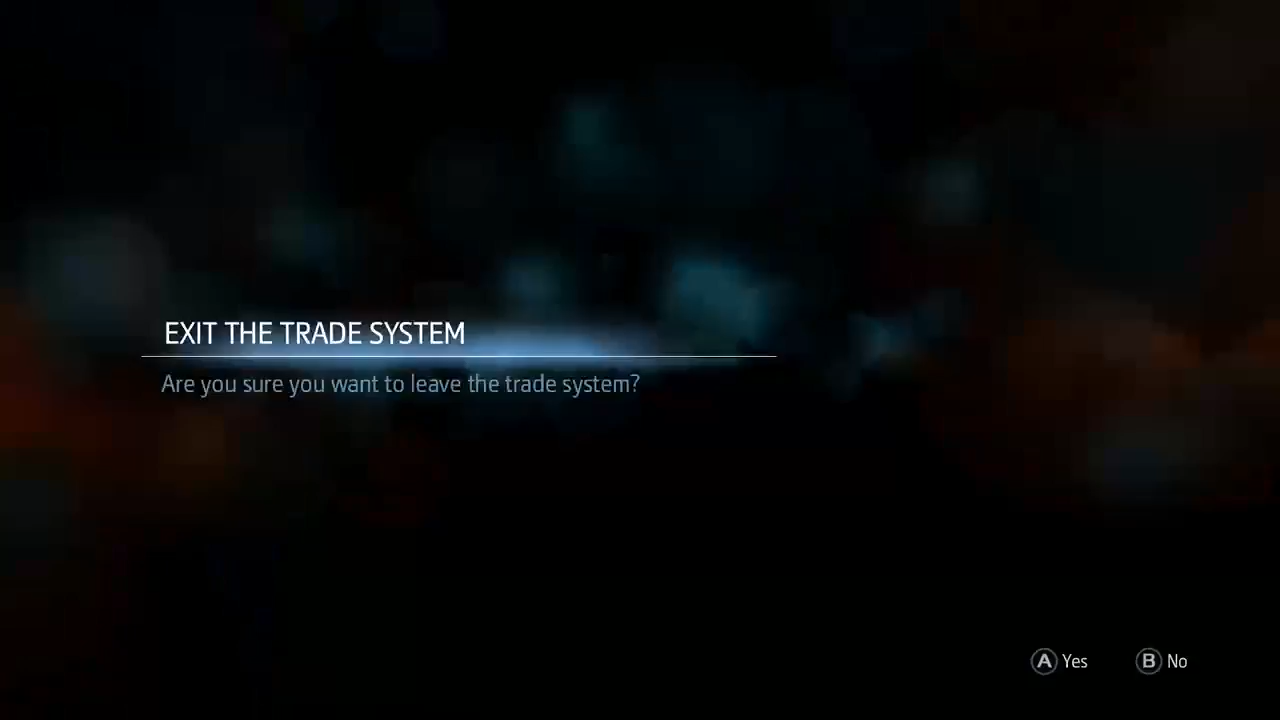 EXIT THE TRADE SYSTEM
Are you sure you want to leave the trade system?
A Yes B No